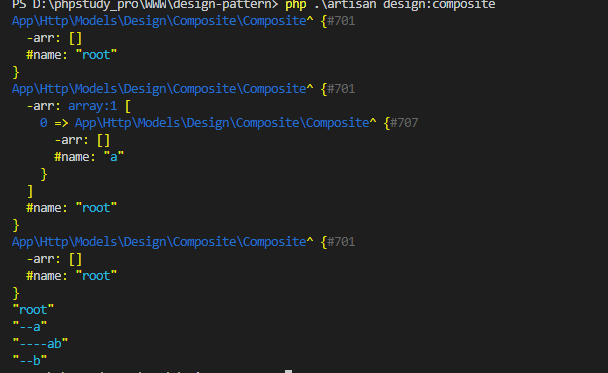 PS D:\phpstudy_pro\WWW\design-pattern> php .\artisan design:composite
App\Http\Models\Design\Composite\Composite^ {#701
  -arr: []
  #name: "root"
}
App\Http\Models\Design\Composite\Composite^ {#701
  -arr: array:1 [
    0 => App\Http\Models\Design\Composite\Composite^ {#707
      -arr: []
      #name: "a"
    }
  ]
  #name: "root"
}
App\Http\Models\Design\Composite\Composite^ {#701
  -arr: []
  #name: "root"
}
"root"
"--a"
"----ab"
"--b"